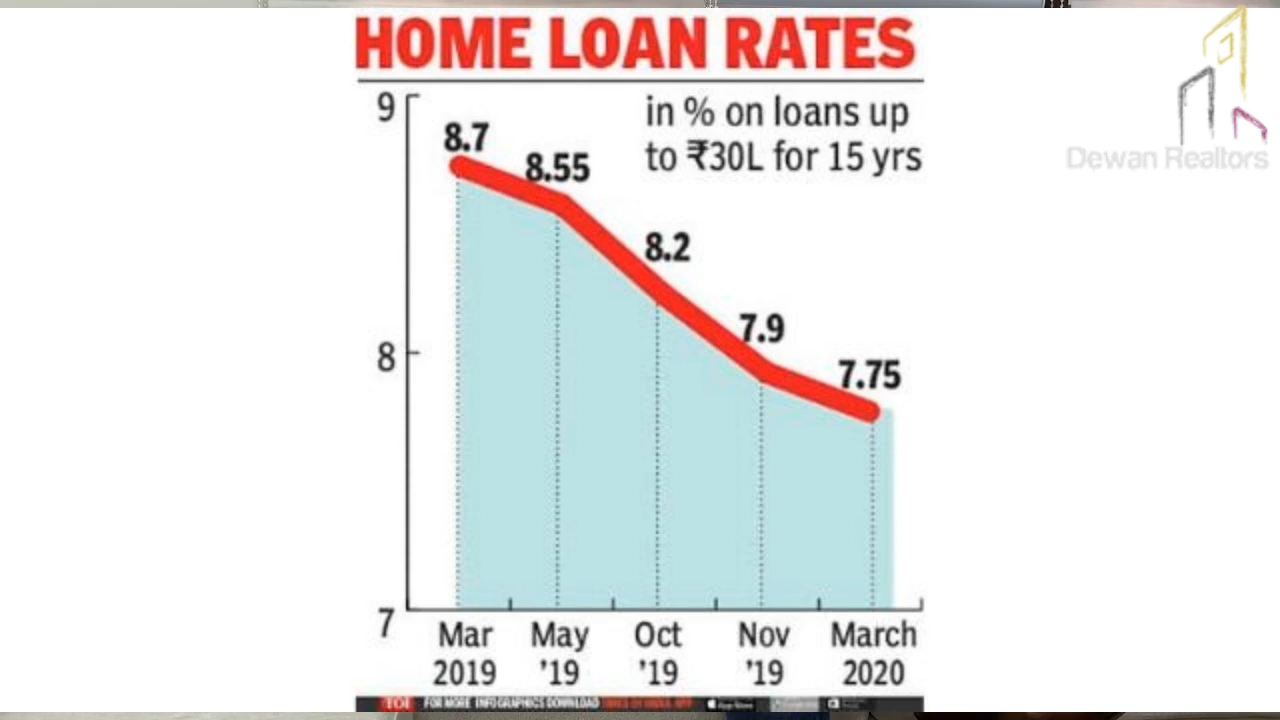 HOME LOAN RATES
in % on loans up
to ₹30L for 15 yrs
9
8
7
8.7
8.55
8.2
7.9
7.75
Mar
2019
May
'19
Oct
'19
Nov
'19
March
2020
TOI FOR MORE INFOGRAPHICS DOWNLOAD
App Store
Dewan Realtors